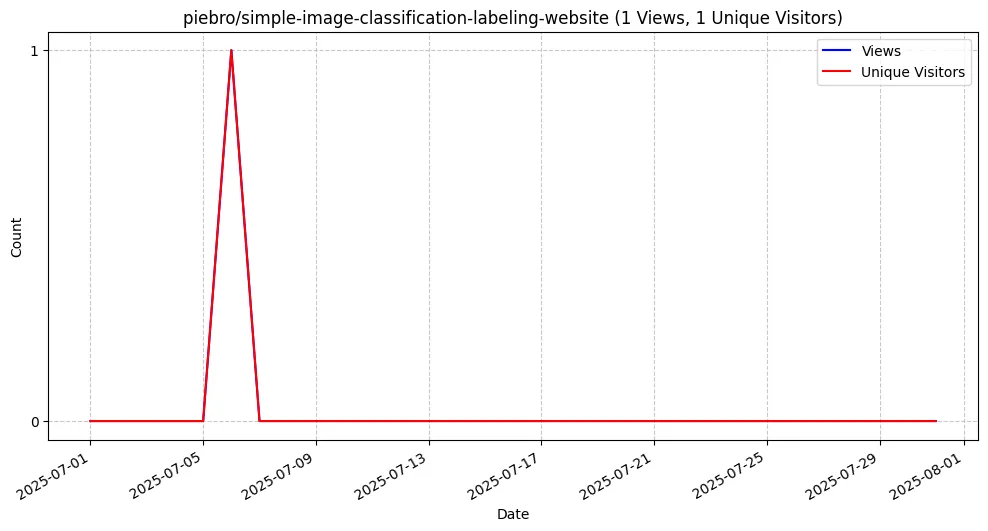 piebro/simple-image-classification-labeling-website (1 Views, 1 Unique Visitors)
Views
Unique Visitors
1
0
Count
2025-07-01
2025-07-05
2025-07-09
2025-07-13
2025-07-17
2025-07-21
2025-07-25
2025-07-29
2025-08-01
Date